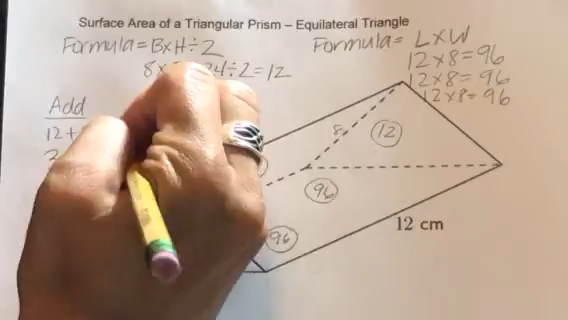 Surface Area of a Triangular Prism – Equilateral Triangle
Formula = B×H÷2
Formula = L×W
12×8=96
8× 24÷2=12
12×8=96
12×8=96
Add
12+
8
12
96
96
12 cm